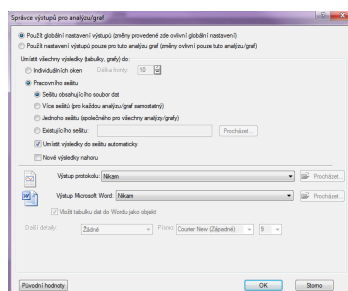 Správce výstupů pro analýzu/graf
Použít globální nastavení výstupů (změny provedené zde ovlivní globální nastavení)
Použít nastavení výstupů pouze pro tuto analýzu graf (změny ovlivní pouze tuto analýzu/graf)
Umístit všechny výsledky (tabulky, grafy) do:
Individuálních oken
Délka fronty: 10
Pracovního sešitu
Sešitu obsahujícího soubor dat
Více sešitů (pro každou analýzu/graf samostatný)
Jednoho sešitu (společného pro všechny analýzy/grafy)
Existujícího sešitu:
Procházet...
Umístit výsledky do sešitu automaticky
Nové výsledky nahoru
Výstup protokolu: Nikam
Procházet...
Výstup Microsoft Word: Nikam
Procházet...
Vložit tabulku dat do Wordu jako objekt
Další detaily: Žádné
Písmo: Courier New (Západní) 9
Původní hodnoty
OK
Storno